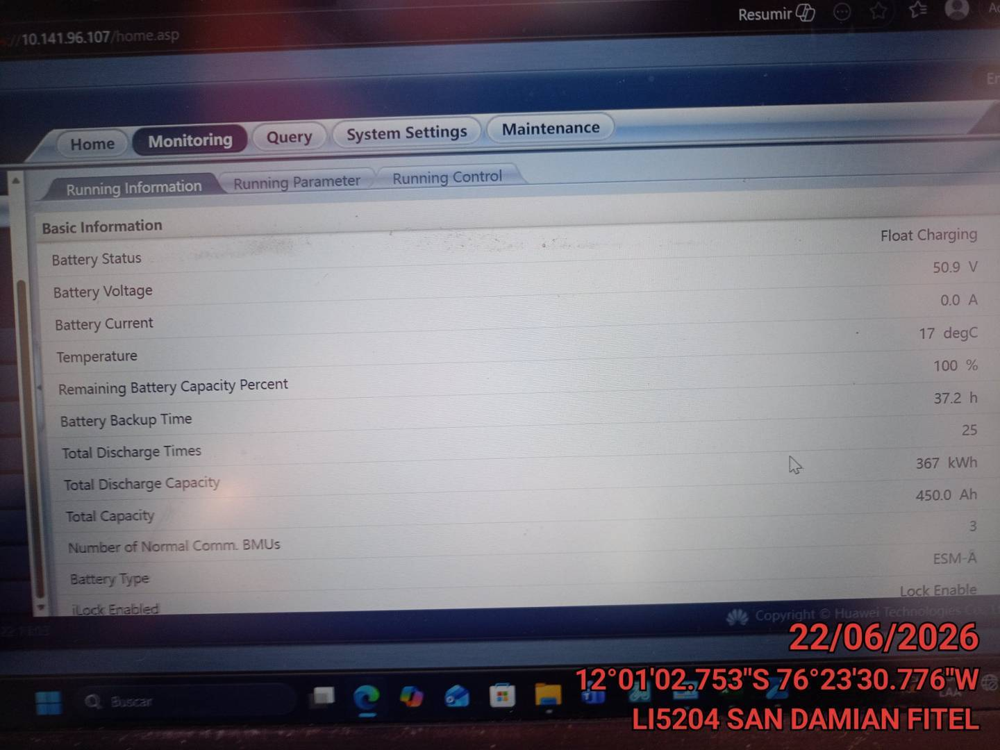 Resumir
10.141.96.107/home.asp
Home Monitoring Query System Settings Maintenance
Running Information Running Parameter Running Control
Basic Information
Battery Status Float Charging
Battery Voltage 50.9 V
Battery Current 0.0 A
Temperature 17 degC
Remaining Battery Capacity Percent 100 %
Battery Backup Time 37.2 h
Total Discharge Times 25
Total Discharge Capacity 367 kWh
Total Capacity 450.0 Ah
Number of Normal Comm. BMUs 3
Battery Type ESM-A
iLock Enabled Lock Enable
Copyright © Huawei Technologies
22/06/2026
12°01'02.753"S 76°23'30.776"W
Buscar
LI5204 SAN DAMIAN FITEL